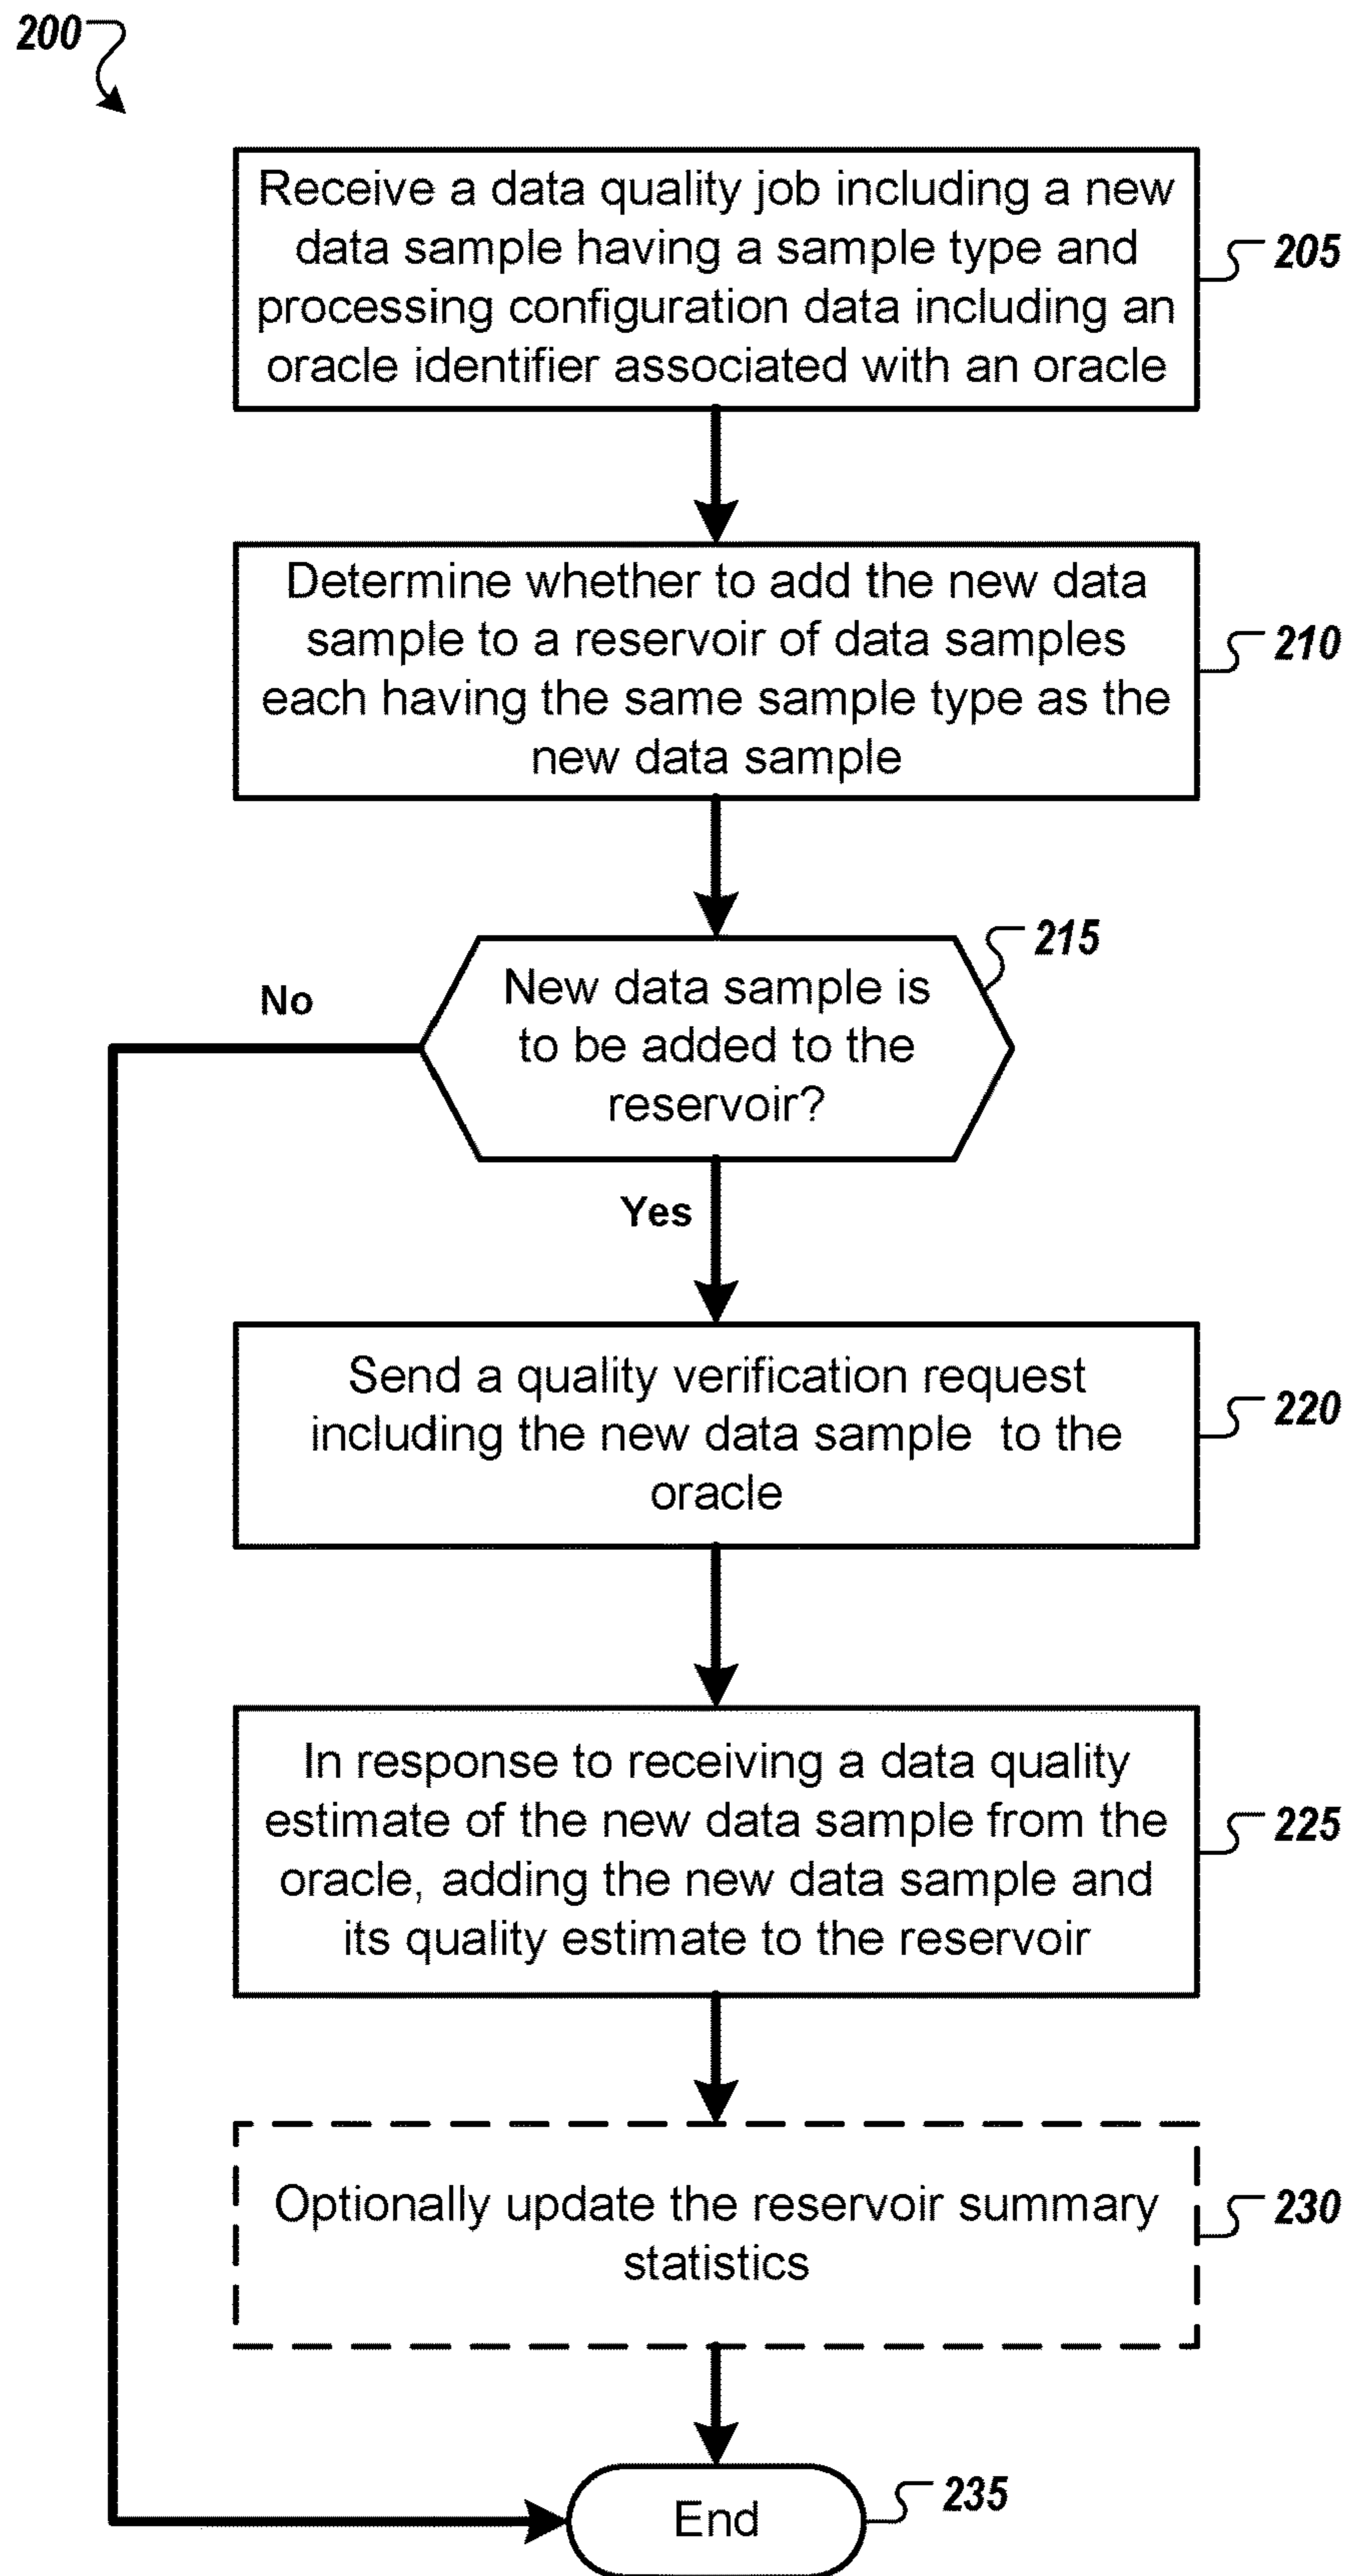 200
Receive a data quality job including a new
data sample having a sample type and
processing configuration data including an
oracle identifier associated with an oracle
205
Determine whether to add the new data
sample to a reservoir of data samples
each having the same sample type as the
new data sample
210
New data sample is
to be added to the
reservoir?
215
No
Yes
Send a quality verification request
including the new data sample to the
oracle
220
In response to receiving a data quality
estimate of the new data sample from the
oracle, adding the new data sample and
its quality estimate to the reservoir
225
Optionally update the reservoir summary
statistics
230
End
235